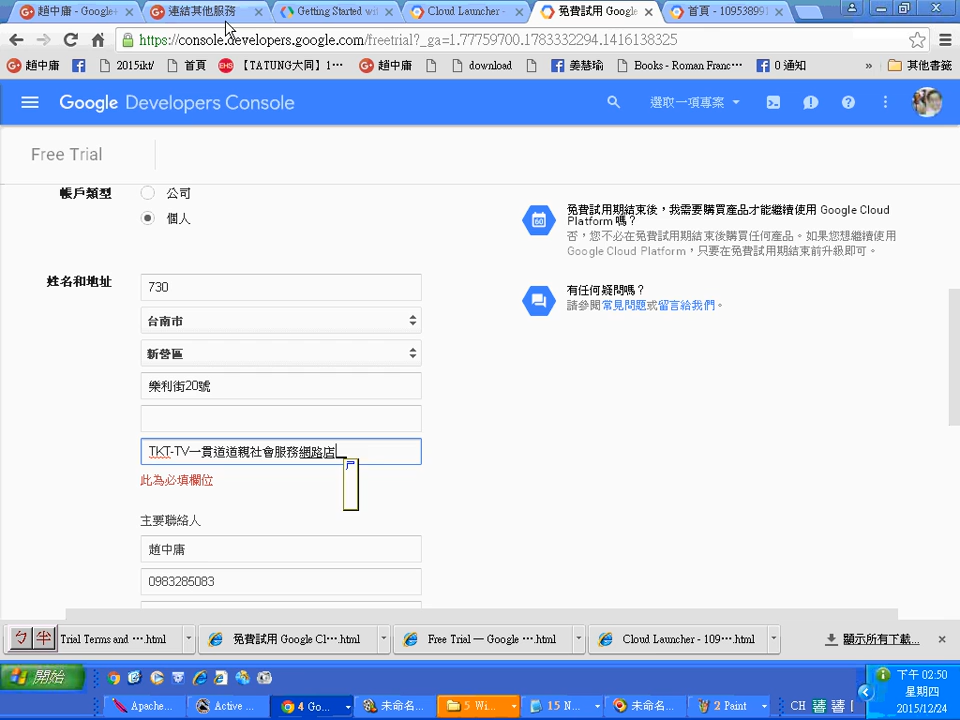 趙中庸 - Google+
連結其他服務
Getting Started wit
Cloud Launcher -
免費試用 Google
首頁 - 10953891
https://console.developers.google.com/freetrial?_ga=1.77759700.1783332294.1416138325
趙中庸
2015ikt/
首頁
【TATUNG大同】1…
趙中庸
download
姜慧瑜
Books - Roman Franc…
0 通知
»
其他書籤
Google Developers Console
選取一項專案
Free Trial
帳戶類型
公司
個人
免費試用期結束後，我需要購買產品才能繼續使用 Google Cloud
Platform 嗎？
否，您不必在免費試用期結束後購買任何產品。如果您想繼續使用
Google Cloud Platform，只要在免費試用期結束前升級即可。
有任何疑問嗎？
請參閱常見問題或留言給我們。
姓名和地址
730
台南市
新營區
樂利街20號
TKT-TV一貫道道親社會服務網路店
ㄕ
此為必填欄位
主要聯絡人
趙中庸
0983285083
ㄅ 半
Trial Terms and ….html
免費試用 Google Cl….html
Free Trial — Google ….html
Cloud Launcher - 109….html
顯示所有下載...
開始
下午 02:50
星期四
2015/12/24
Apache...
Active ...
4 Go...
未命名...
5 Wi...
15 N...
未命名...
2 Paint
CH